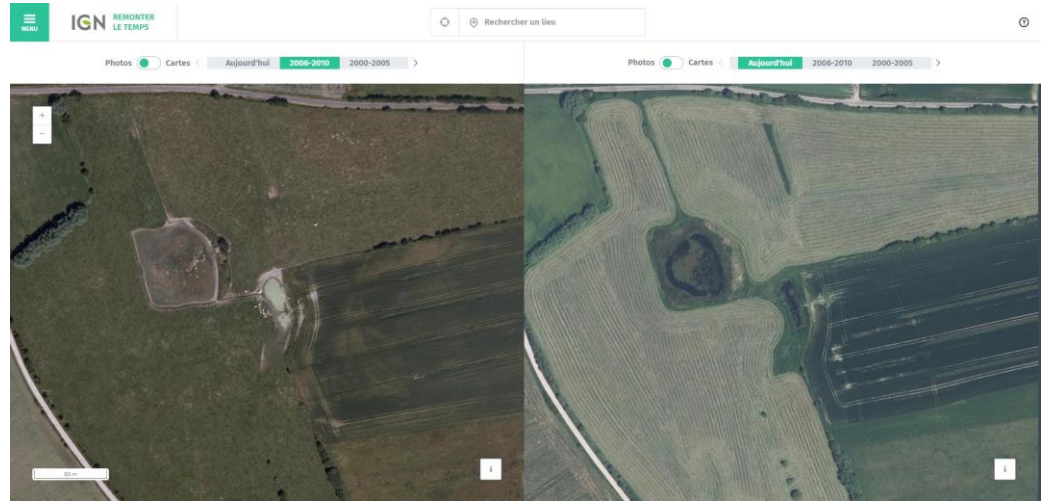 MENU
IGN REMONTER
LE TEMPS
Rechercher un lieu
?
Photos Cartes < Aujourd'hui 2006-2010 2000-2005 >
Photos Cartes < Aujourd'hui 2006-2010 2000-2005 >
+
−
50 m
i
i